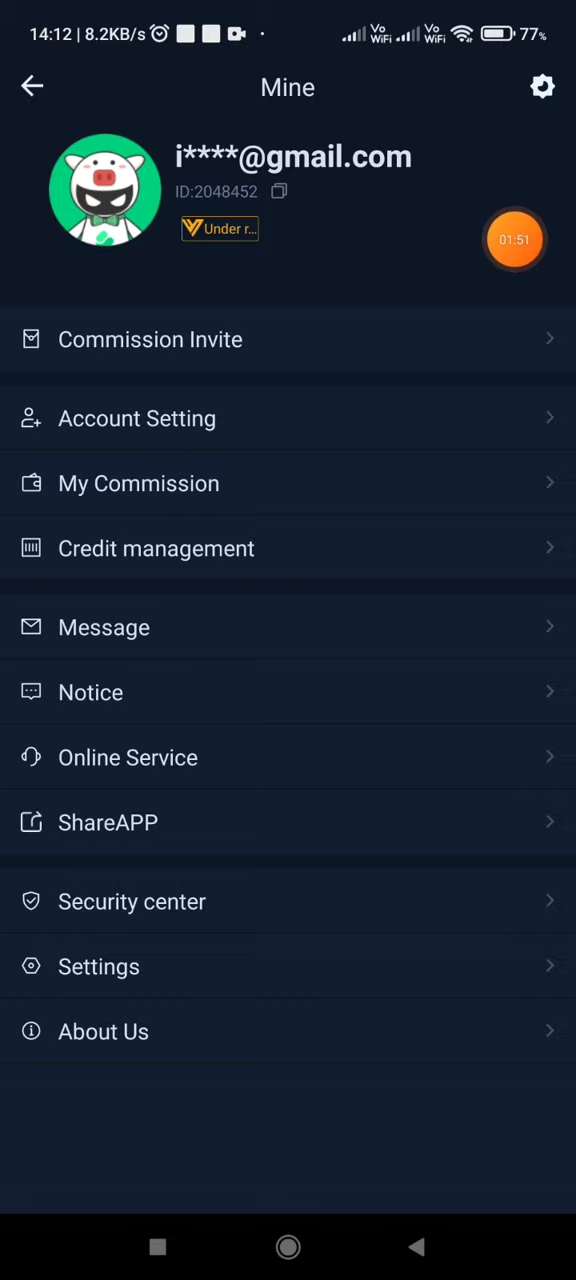 14:12 | 8.2KB/s
Vo WiFi Vo WiFi 77%
Mine
i****@gmail.com
ID:2048452
Under r...
01:51
Commission Invite
Account Setting
My Commission
Credit management
Message
Notice
Online Service
ShareAPP
Security center
Settings
About Us